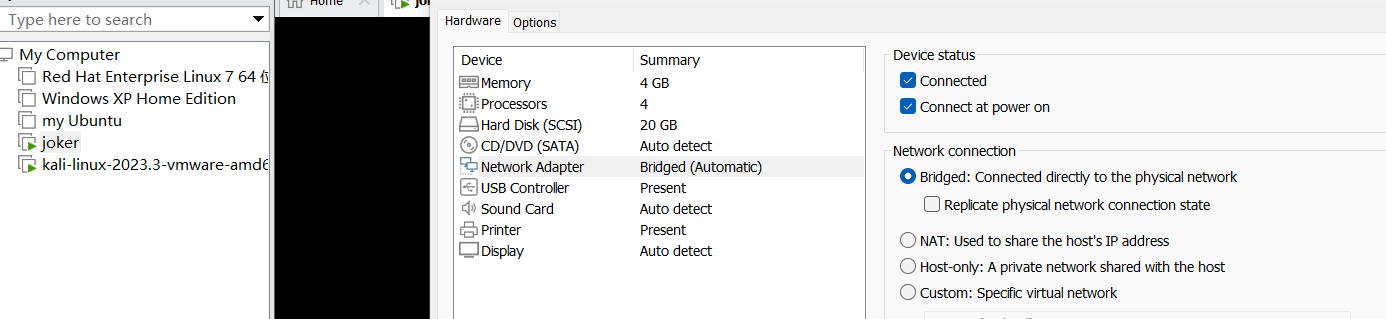 Home
Type here to search
My Computer
Red Hat Enterprise Linux 7 64 位
Windows XP Home Edition
my Ubuntu
joker
kali-linux-2023.3-vmware-amd6
Hardware
Options
Device Summary
Memory 4 GB
Processors 4
Hard Disk (SCSI) 20 GB
CD/DVD (SATA) Auto detect
Network Adapter Bridged (Automatic)
USB Controller Present
Sound Card Auto detect
Printer Present
Display Auto detect
Device status
Connected
Connect at power on
Network connection
Bridged: Connected directly to the physical network
Replicate physical network connection state
NAT: Used to share the host's IP address
Host-only: A private network shared with the host
Custom: Specific virtual network